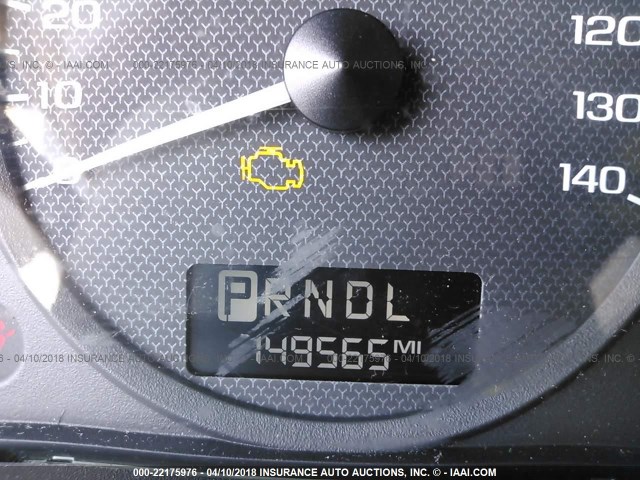 20
120
10
130
0
140
PRNDL
149565 MI
000-22175976 - 04/10/2018 INSURANCE AUTO AUCTIONS, INC. - © IAAI.COM